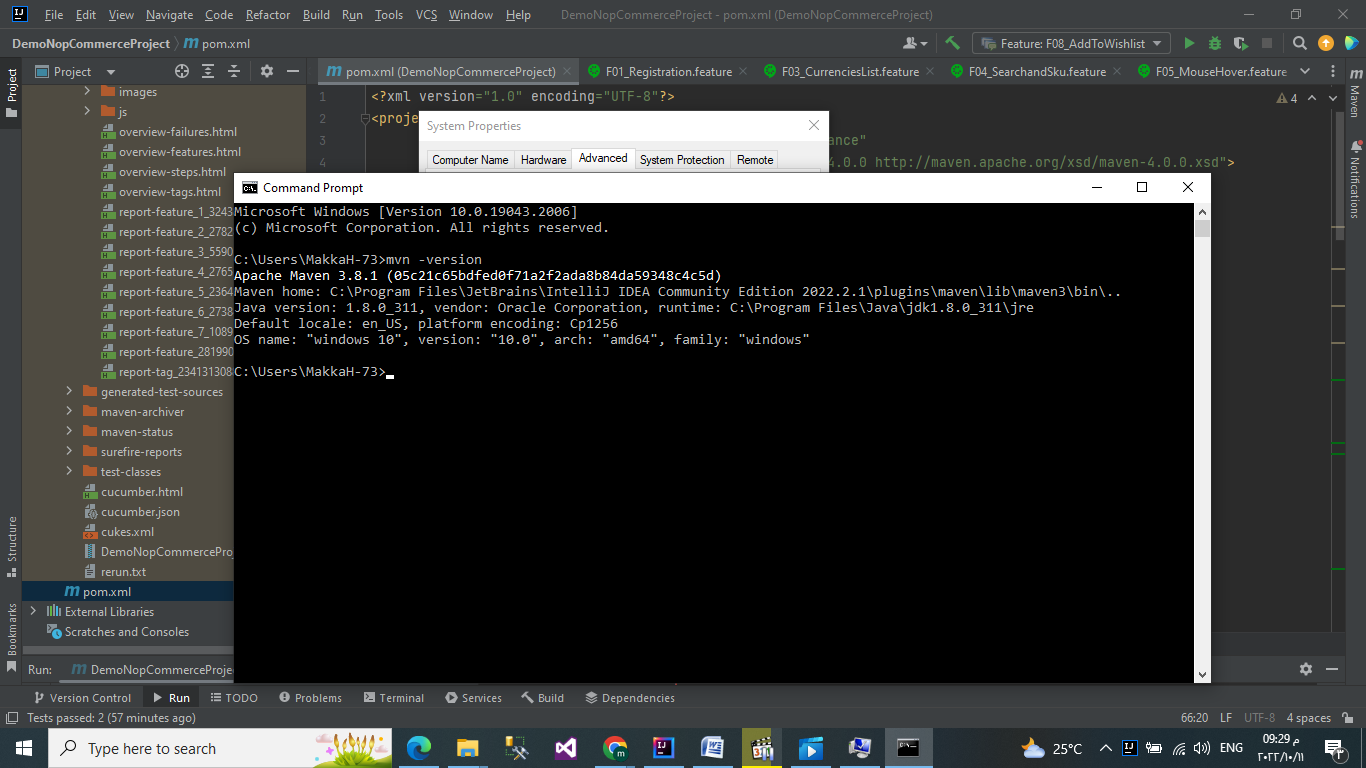 File Edit View Navigate Code Refactor Build Run Tools VCS Window Help DemoNopCommerceProject - pom.xml (DemoNopCommerceProject)
DemoNopCommerceProject pom.xml Feature: F08_AddToWishlist
Project
pom.xml (DemoNopCommerceProject) F01_Registration.feature F03_CurrenciesList.feature F04_SearchandSku.feature F05_MouseHover.feature
Project
Structure
Bookmarks
Maven
Notifications
images
js
overview-failures.html
overview-features.html
overview-steps.html
overview-tags.html
report-feature_1_3243
report-feature_2_2782
report-feature_3_5590
report-feature_4_2765
report-feature_5_2364
report-feature_6_2738
report-feature_7_1089
report-feature_281990
report-tag_234131308
generated-test-sources
maven-archiver
maven-status
surefire-reports
test-classes
cucumber.html
cucumber.json
cukes.xml
DemoNopCommercePro
rerun.txt
pom.xml
External Libraries
Scratches and Consoles
1 <?xml version="1.0" encoding="UTF-8"?>
4
2 <proje
3 ance"
4 4.0.0 http://maven.apache.org/xsd/maven-4.0.0.xsd">
System Properties
Computer Name Hardware Advanced System Protection Remote
Command Prompt
Microsoft Windows [Version 10.0.19043.2006]
(c) Microsoft Corporation. All rights reserved.
C:\Users\MakkaH-73>mvn -version
Apache Maven 3.8.1 (05c21c65bdfed0f71a2f2ada8b84da59348c4c5d)
Maven home: C:\Program Files\JetBrains\IntelliJ IDEA Community Edition 2022.2.1\plugins\maven\lib\maven3\bin\..
Java version: 1.8.0_311, vendor: Oracle Corporation, runtime: C:\Program Files\Java\jdk1.8.0_311\jre
Default locale: en_US, platform encoding: Cp1256
OS name: "windows 10", version: "10.0", arch: "amd64", family: "windows"
C:\Users\MakkaH-73>
Run: DemoNopCommerceProje
Version Control Run TODO Problems Terminal Services Build Dependencies
Tests passed: 2 (57 minutes ago) 66:20 LF UTF-8 4 spaces
Type here to search 25°C ENG
09:29 م
٢٠٢٢/١٠/١١